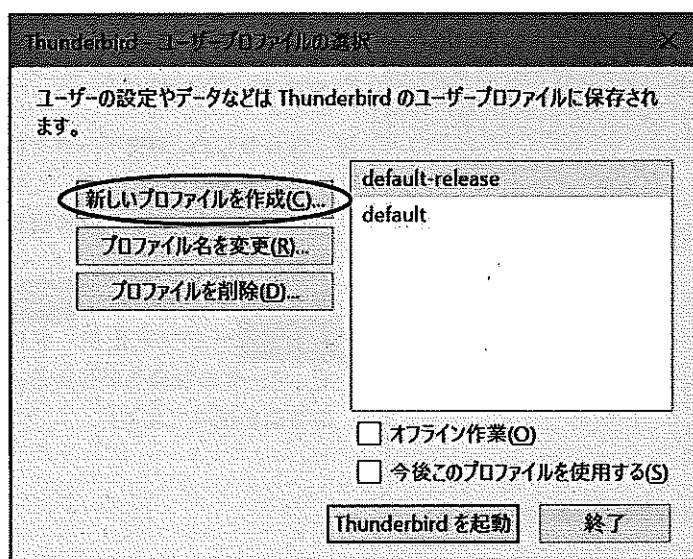 Thunderbird - ユーザープロファイルの選択
ユーザーの設定やデータなどは Thunderbird のユーザープロファイルに保存され
ます。
新しいプロファイルを作成(C)...
プロファイル名を変更(R)...
プロファイルを削除(D)...
default-release
default
オフライン作業(O)
今後このプロファイルを使用する(S)
Thunderbird を起動
終了